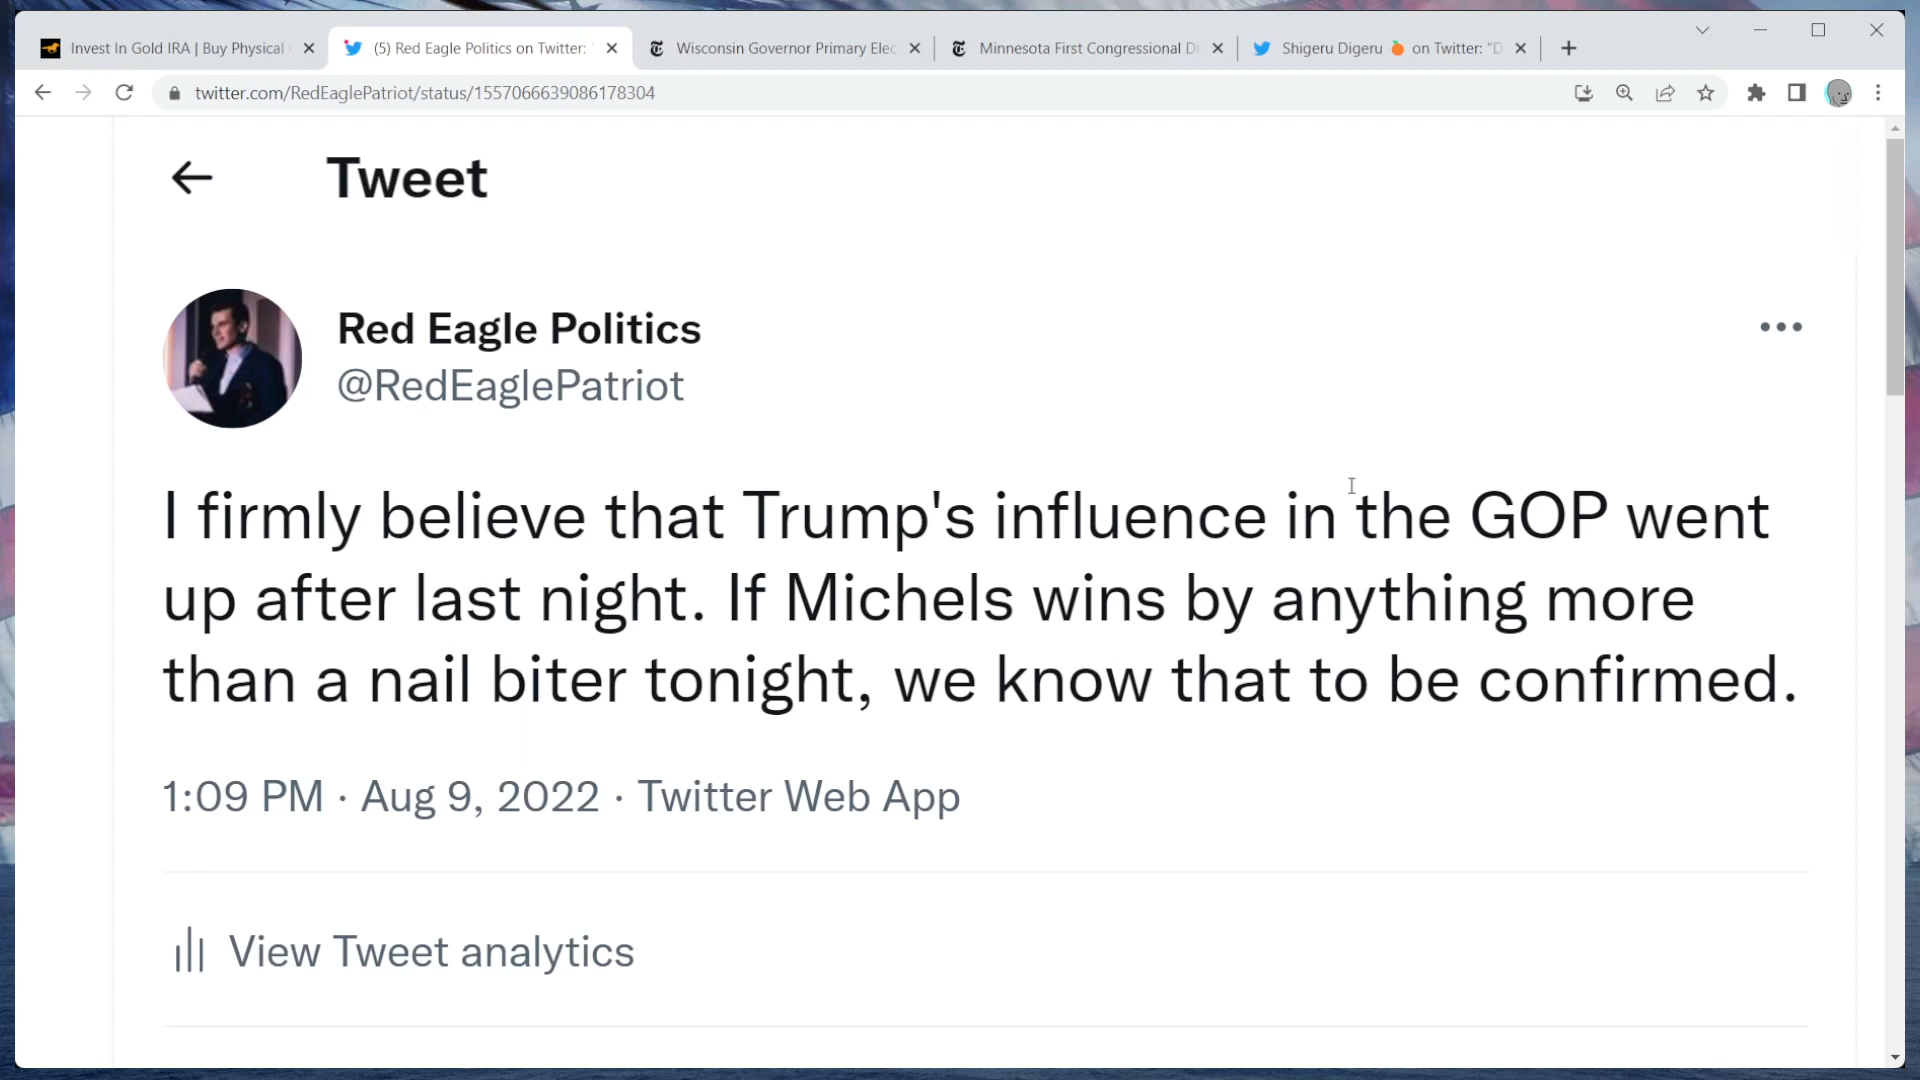 Invest In Gold IRA | Buy Physical
(5) Red Eagle Politics on Twitter:
Wisconsin Governor Primary Elec
Minnesota First Congressional Di
Shigeru Digeru 🍊 on Twitter: "D
twitter.com/RedEaglePatriot/status/1557066639086178304
Tweet
Red Eagle Politics
@RedEaglePatriot
I firmly believe that Trump's influence in the GOP went
up after last night. If Michels wins by anything more
than a nail biter tonight, we know that to be confirmed.
1:09 PM · Aug 9, 2022 · Twitter Web App
View Tweet analytics